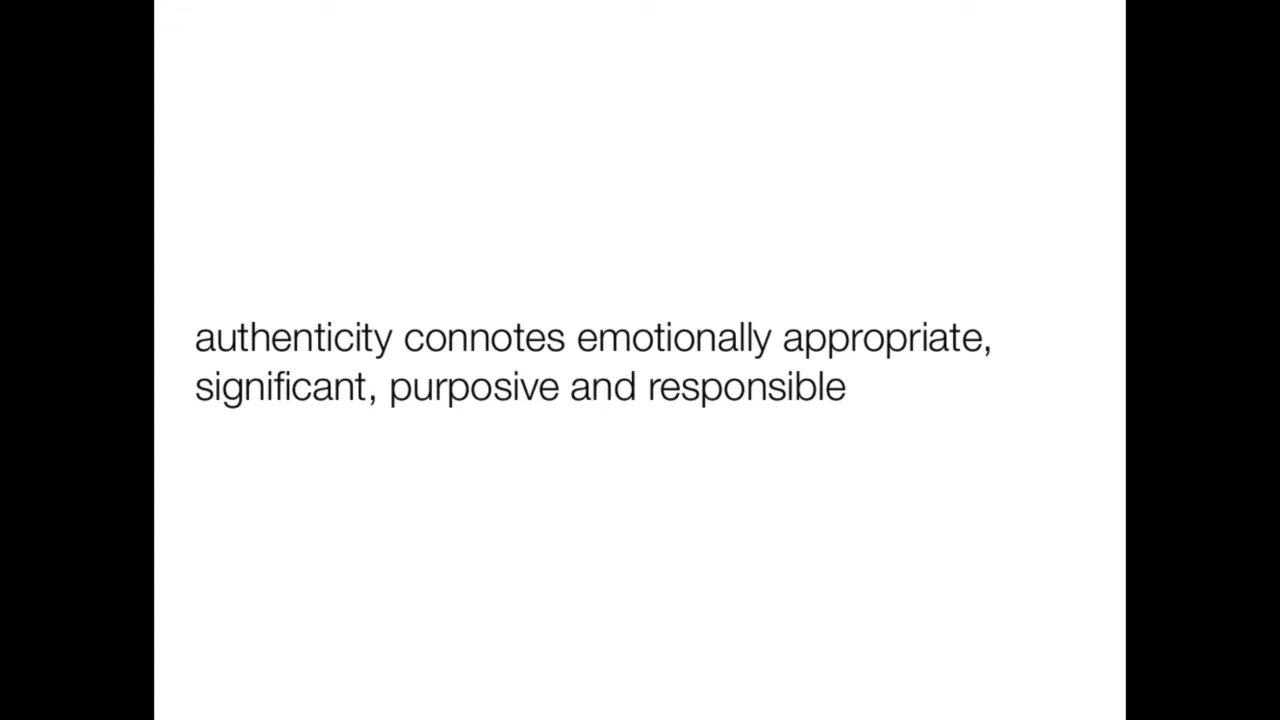 authenticity connotes emotionally appropriate,
significant, purposive and responsible